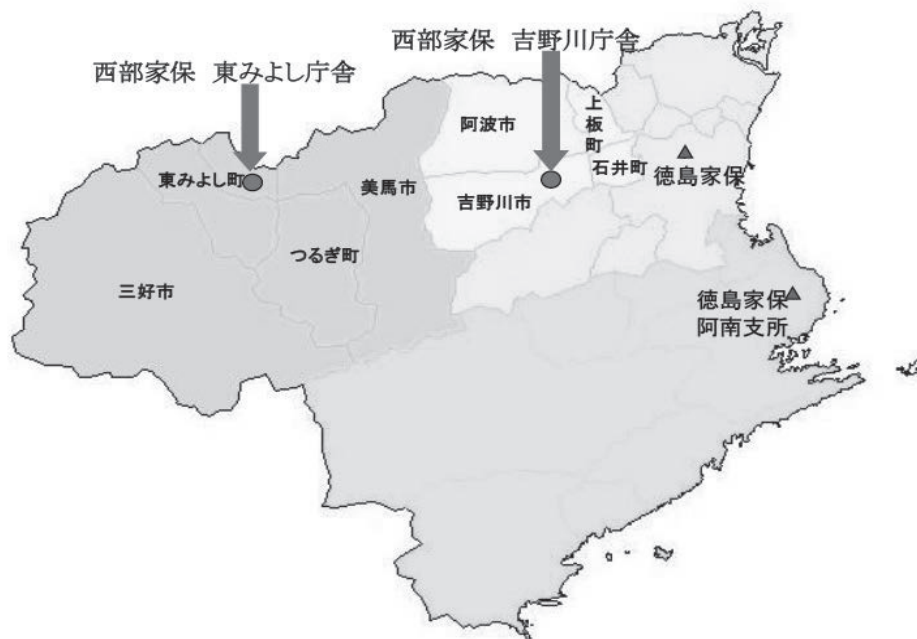 西部家保 吉野川庁舎
西部家保 東みよし庁舎
上板町
阿波市
石井町
徳島家保
東みよし町
美馬市
吉野川市
つるぎ町
三好市
徳島家保
阿南支所